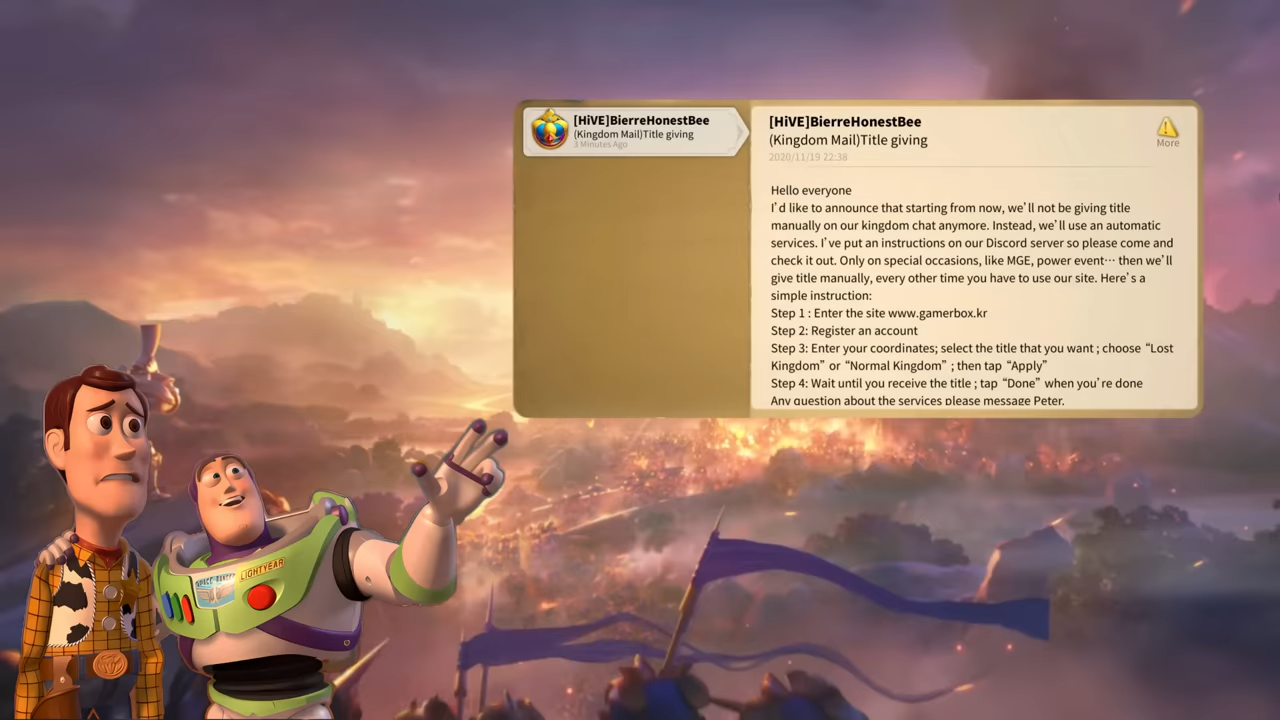 [HiVE]BierreHonestBee
(Kingdom Mail)Title giving
3 Minutes Ago
[HiVE]BierreHonestBee
(Kingdom Mail)Title giving
2020/11/19 22:38
More
Hello everyone
I'd like to announce that starting from now, we'll not be giving title
manually on our kingdom chat anymore. Instead, we'll use an automatic
services. I've put an instructions on our Discord server so please come and
check it out. Only on special occasions, like MGE, power event··· then we'll
give title manually, every other time you have to use our site. Here's a
simple instruction:
Step 1 : Enter the site www.gamerbox.kr
Step 2: Register an account
Step 3: Enter your coordinates; select the title that you want ; choose “Lost
Kingdom” or “Normal Kingdom” ; then tap “Apply”
Step 4: Wait until you receive the title ; tap “Done” when you're done
Any question about the services please message Peter.
SPACE RANGER
LIGHTYEAR